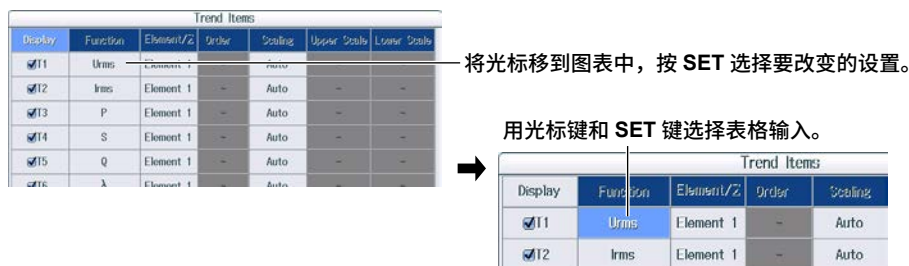 Trend Items
Display Function Element/Σ Order Scaling Upper Scale Lower Scale
T1 Urms Element 1 - Auto - -
T2 Irms Element 1 - Auto - -
T3 P Element 1 - Auto - -
T4 S Element 1 - Auto - -
T5 Q Element 1 - Auto - -
T6 λ Element 1 - Auto - -
将光标移到图表中，按 SET 选择要改变的设置。
用光标键和 SET 键选择表格输入。
Trend Items
Display Function Element/Σ Order Scaling
T1 Urms Element 1 - Auto
T2 Irms Element 1 - Auto